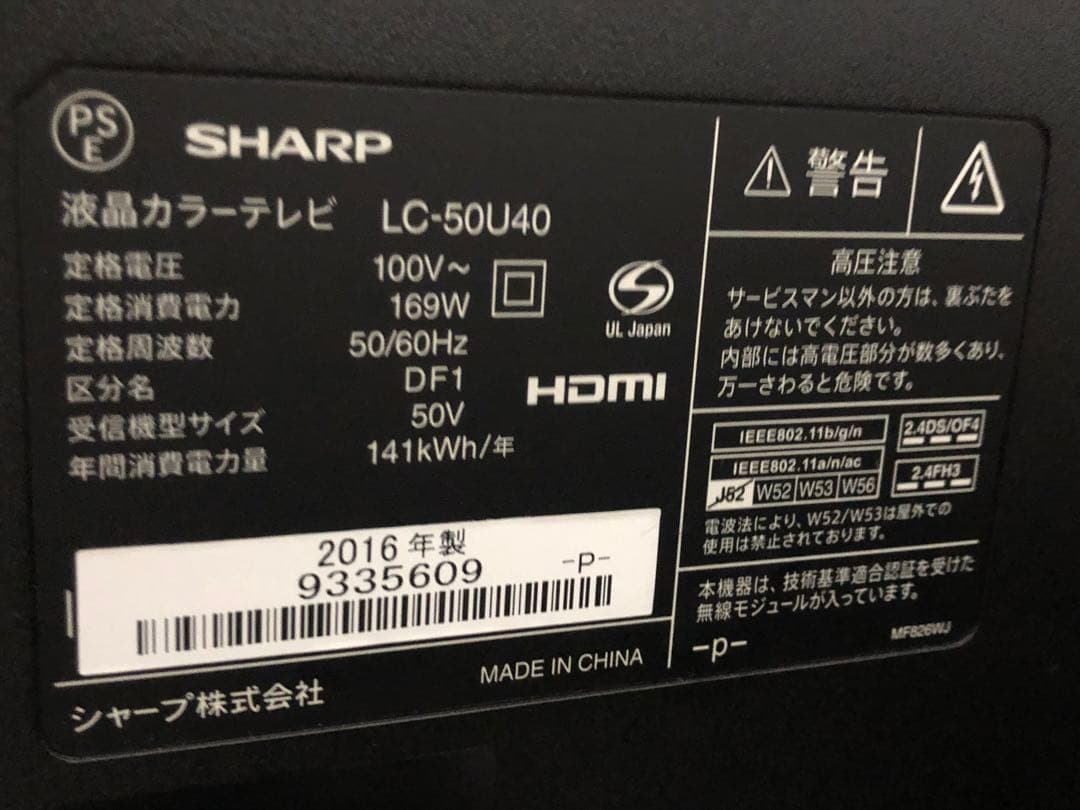 PSE
SHARP
液晶カラーテレビ LC-50U40
定格電圧 100V~
定格消費電力 169W
定格周波数 50/60Hz
区分名 DF1
受信機型サイズ 50V
年間消費電力量 141kWh/年
UL Japan
HDMI
2016年製
9335609 -P-
MADE IN CHINA
シャープ株式会社
警告
高圧注意
サービスマン以外の方は、裏ぶたを
あけないでください。
内部には高電圧部分が数多くあり、
万一さわると危険です。
IEEE802.11b/g/n
2.4DS/OF4
IEEE802.11a/n/ac
J52 W52 W53 W56
2.4FH3
電波法により、W52/W53は屋外での
使用は禁止されております。
本機器は、技術基準適合認証を受けた
無線モジュールが入っています。
-p-
MF826WJ